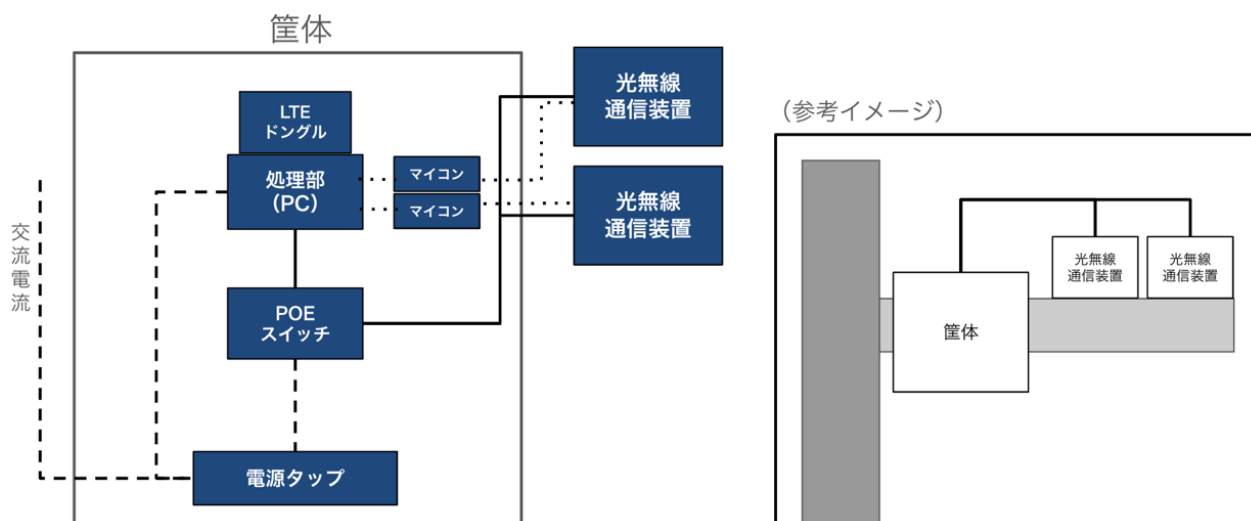 筐体
LTE
ドングル
処理部
（PC）
マイコン
マイコン
光無線
通信装置
光無線
通信装置
交流電流
POE
スイッチ
電源タップ
（参考イメージ）
光無線
通信装置
光無線
通信装置
筐体